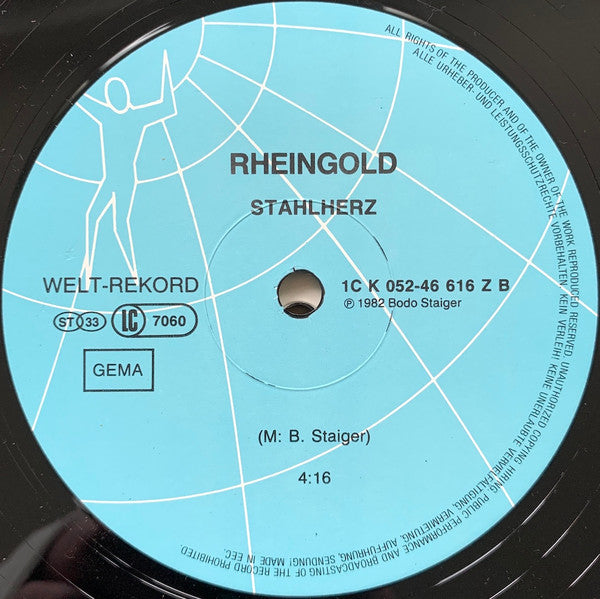 RHEINGOLD
STAHLHERZ
WELT-REKORD
ST 33
LC 7060
GEMA
1C K 052-46 616 Z B
℗ 1982 Bodo Staiger
(M: B. Staiger)
4:16
ALL RIGHTS OF THE PRODUCER AND OF THE OWNER OF THE WORK REPRODUCED RESERVED. UNAUTHORIZED COPYING, HIRING, PUBLIC PERFORMANCE AND BROADCASTING OF THE RECORD PROHIBITED.
ALLE URHEBER- UND LEISTUNGSSCHUTZRECHTE VORBEHALTEN. KEIN VERLEIH! KEINE UNERLAUBTE VERVIELFÄLTIGUNG, VERMIETUNG, AUFFÜHRUNG, SENDUNG! MADE IN EEC.